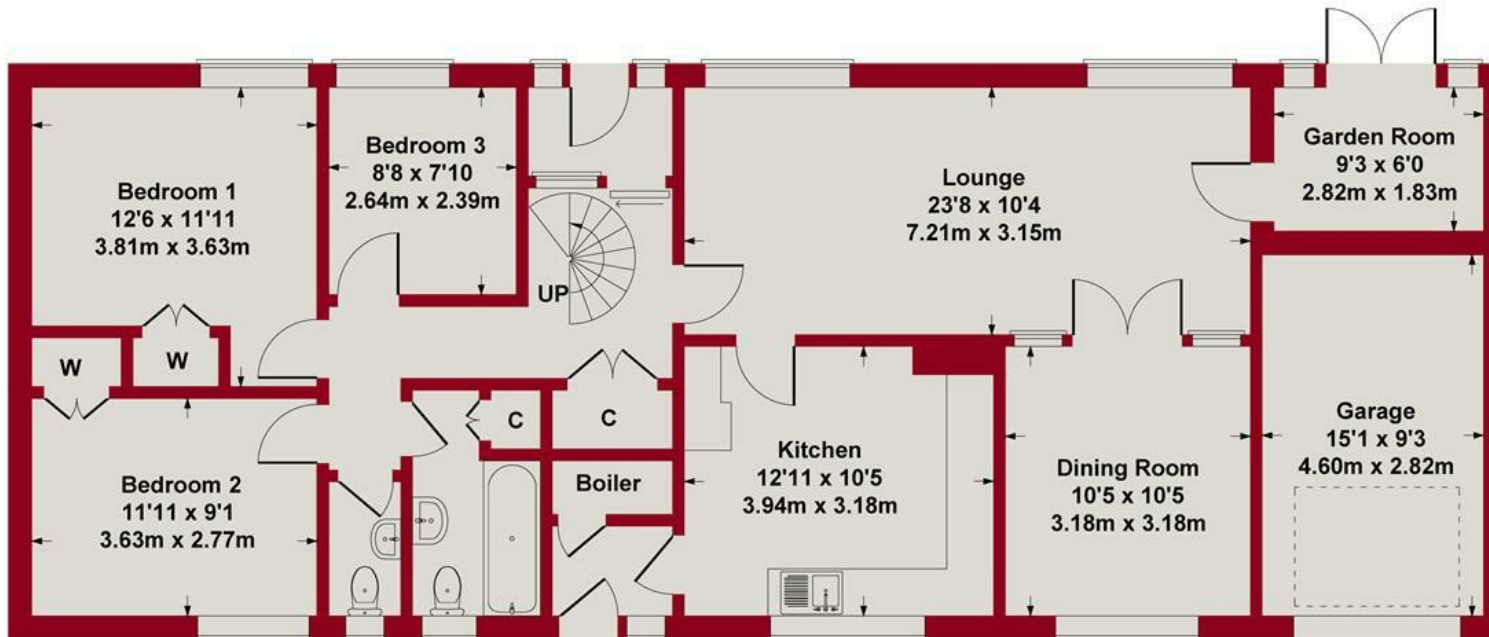 Bedroom 1
12'6 x 11'11
3.81m x 3.63m
Bedroom 3
8'8 x 7'10
2.64m x 2.39m
UP
Lounge
23'8 x 10'4
7.21m x 3.15m
Garden Room
9'3 x 6'0
2.82m x 1.83m
W
W
C
C
Bedroom 2
11'11 x 9'1
3.63m x 2.77m
Boiler
Kitchen
12'11 x 10'5
3.94m x 3.18m
Dining Room
10'5 x 10'5
3.18m x 3.18m
Garage
15'1 x 9'3
4.60m x 2.82m